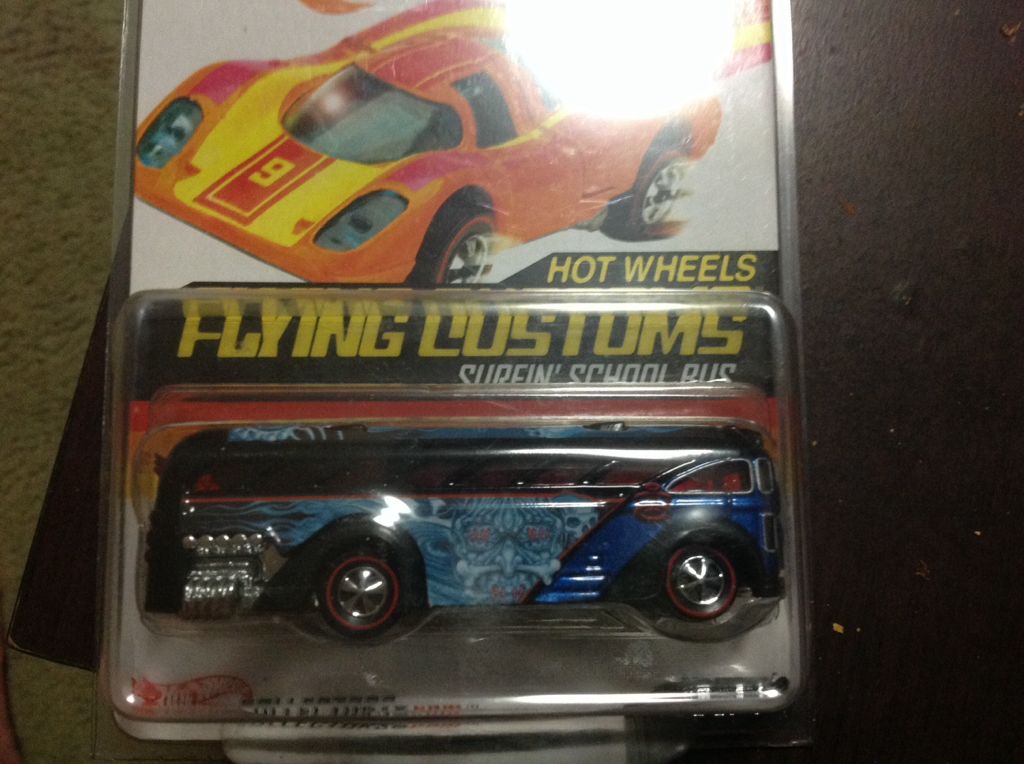 9
HOT WHEELS
FLYING CUSTOMS
SURFIN' SCHOOL BUS